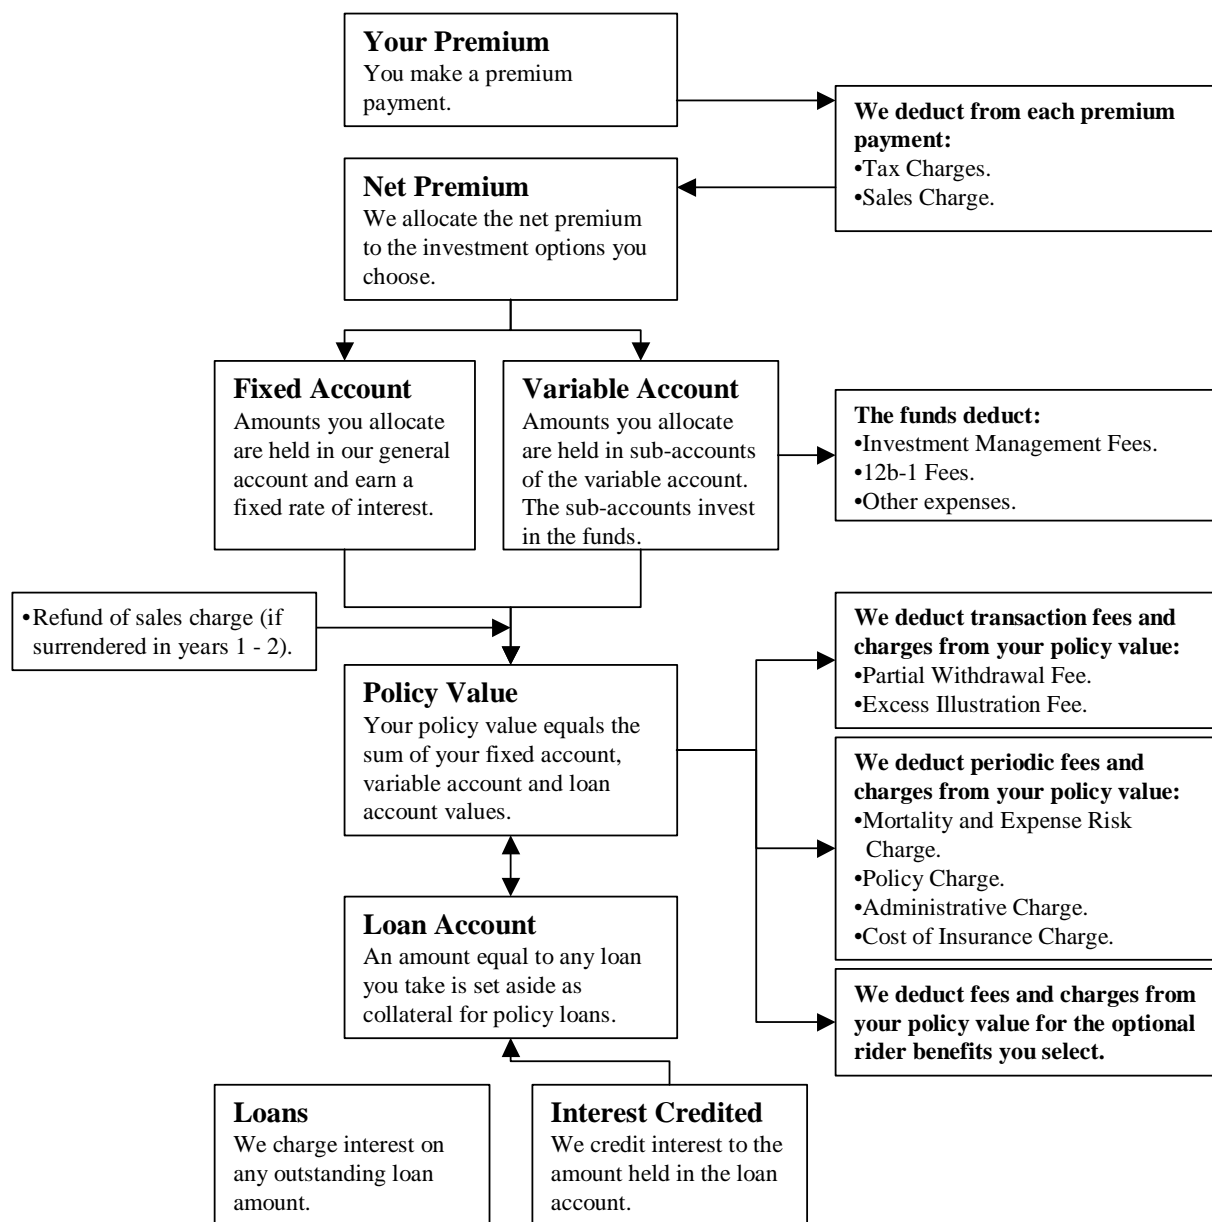 Your Premium
You make a premium
payment.
We deduct from each premium
payment:
•Tax Charges.
•Sales Charge.
Net Premium
We allocate the net premium
to the investment options you
choose.
Fixed Account
Amounts you allocate
are held in our general
account and earn a
fixed rate of interest.
Variable Account
Amounts you allocate
are held in sub-accounts
of the variable account.
The sub-accounts invest
in the funds.
The funds deduct:
•Investment Management Fees.
•12b-1 Fees.
•Other expenses.
•Refund of sales charge (if
surrendered in years 1 - 2).
We deduct transaction fees and
charges from your policy value:
•Partial Withdrawal Fee.
•Excess Illustration Fee.
Policy Value
Your policy value equals the
sum of your fixed account,
variable account and loan
account values.
We deduct periodic fees and
charges from your policy value:
•Mortality and Expense Risk
Charge.
•Policy Charge.
•Administrative Charge.
•Cost of Insurance Charge.
Loan Account
An amount equal to any loan
you take is set aside as
collateral for policy loans.
We deduct fees and charges from
your policy value for the optional
rider benefits you select.
Loans
We charge interest on
any outstanding loan
amount.
Interest Credited
We credit interest to the
amount held in the loan
account.